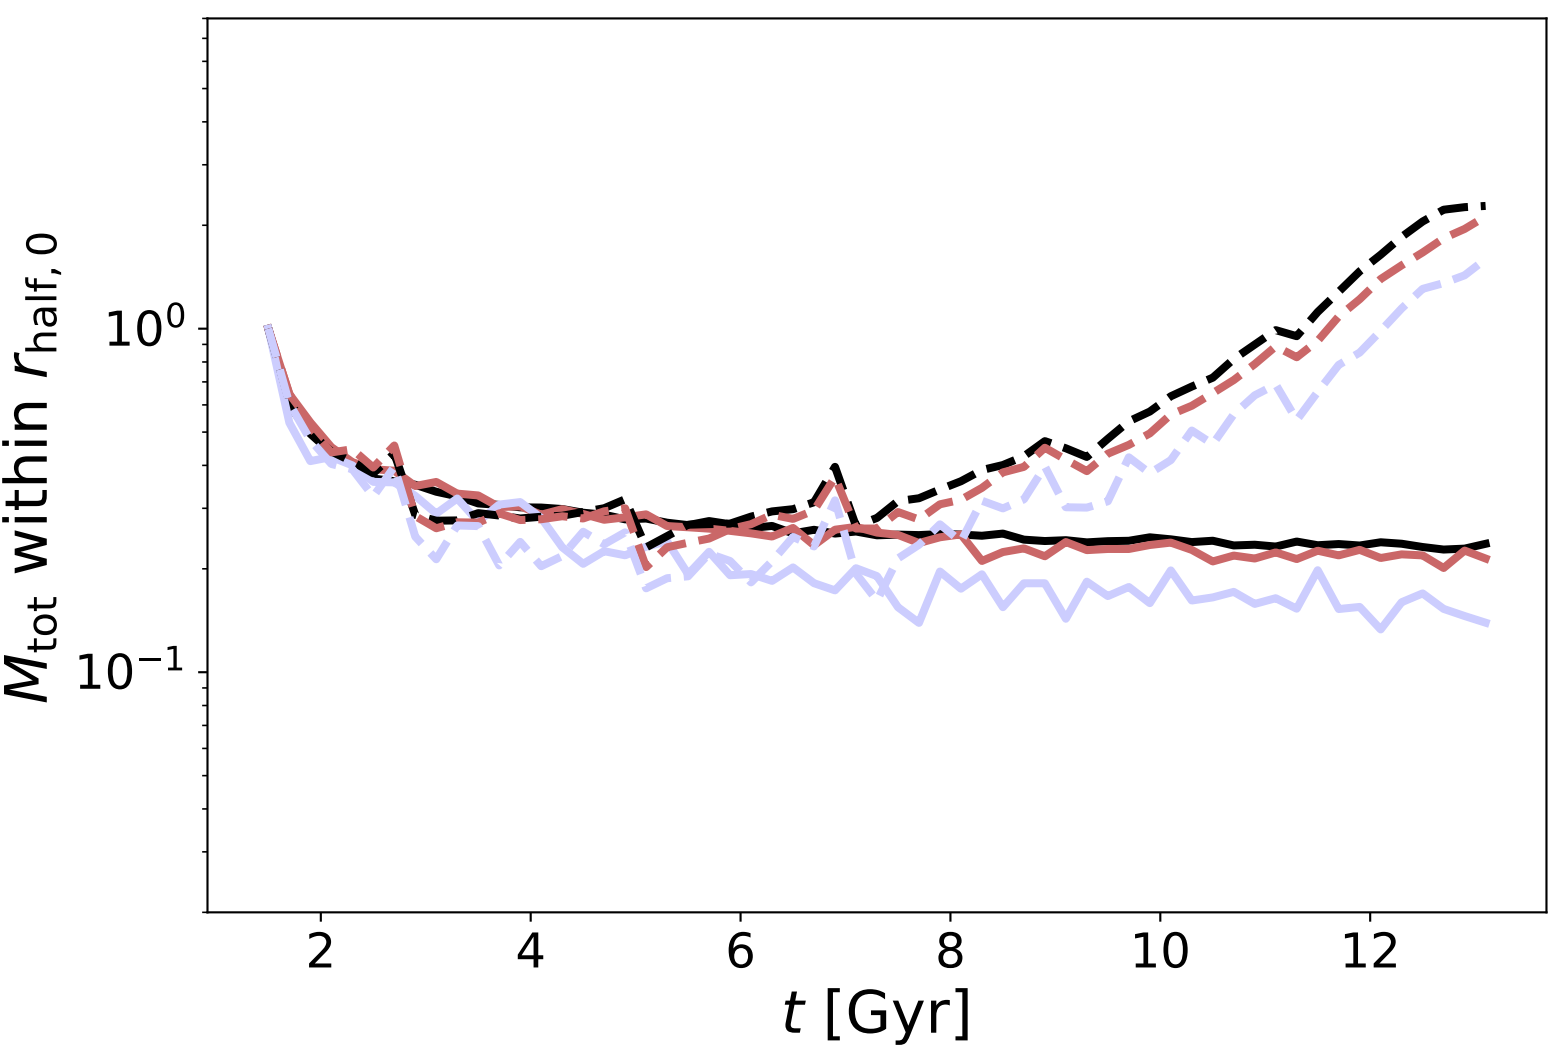 M_tot within r_half, 0
10^0
10^−1
2 4 6 8 10 12
t [Gyr]